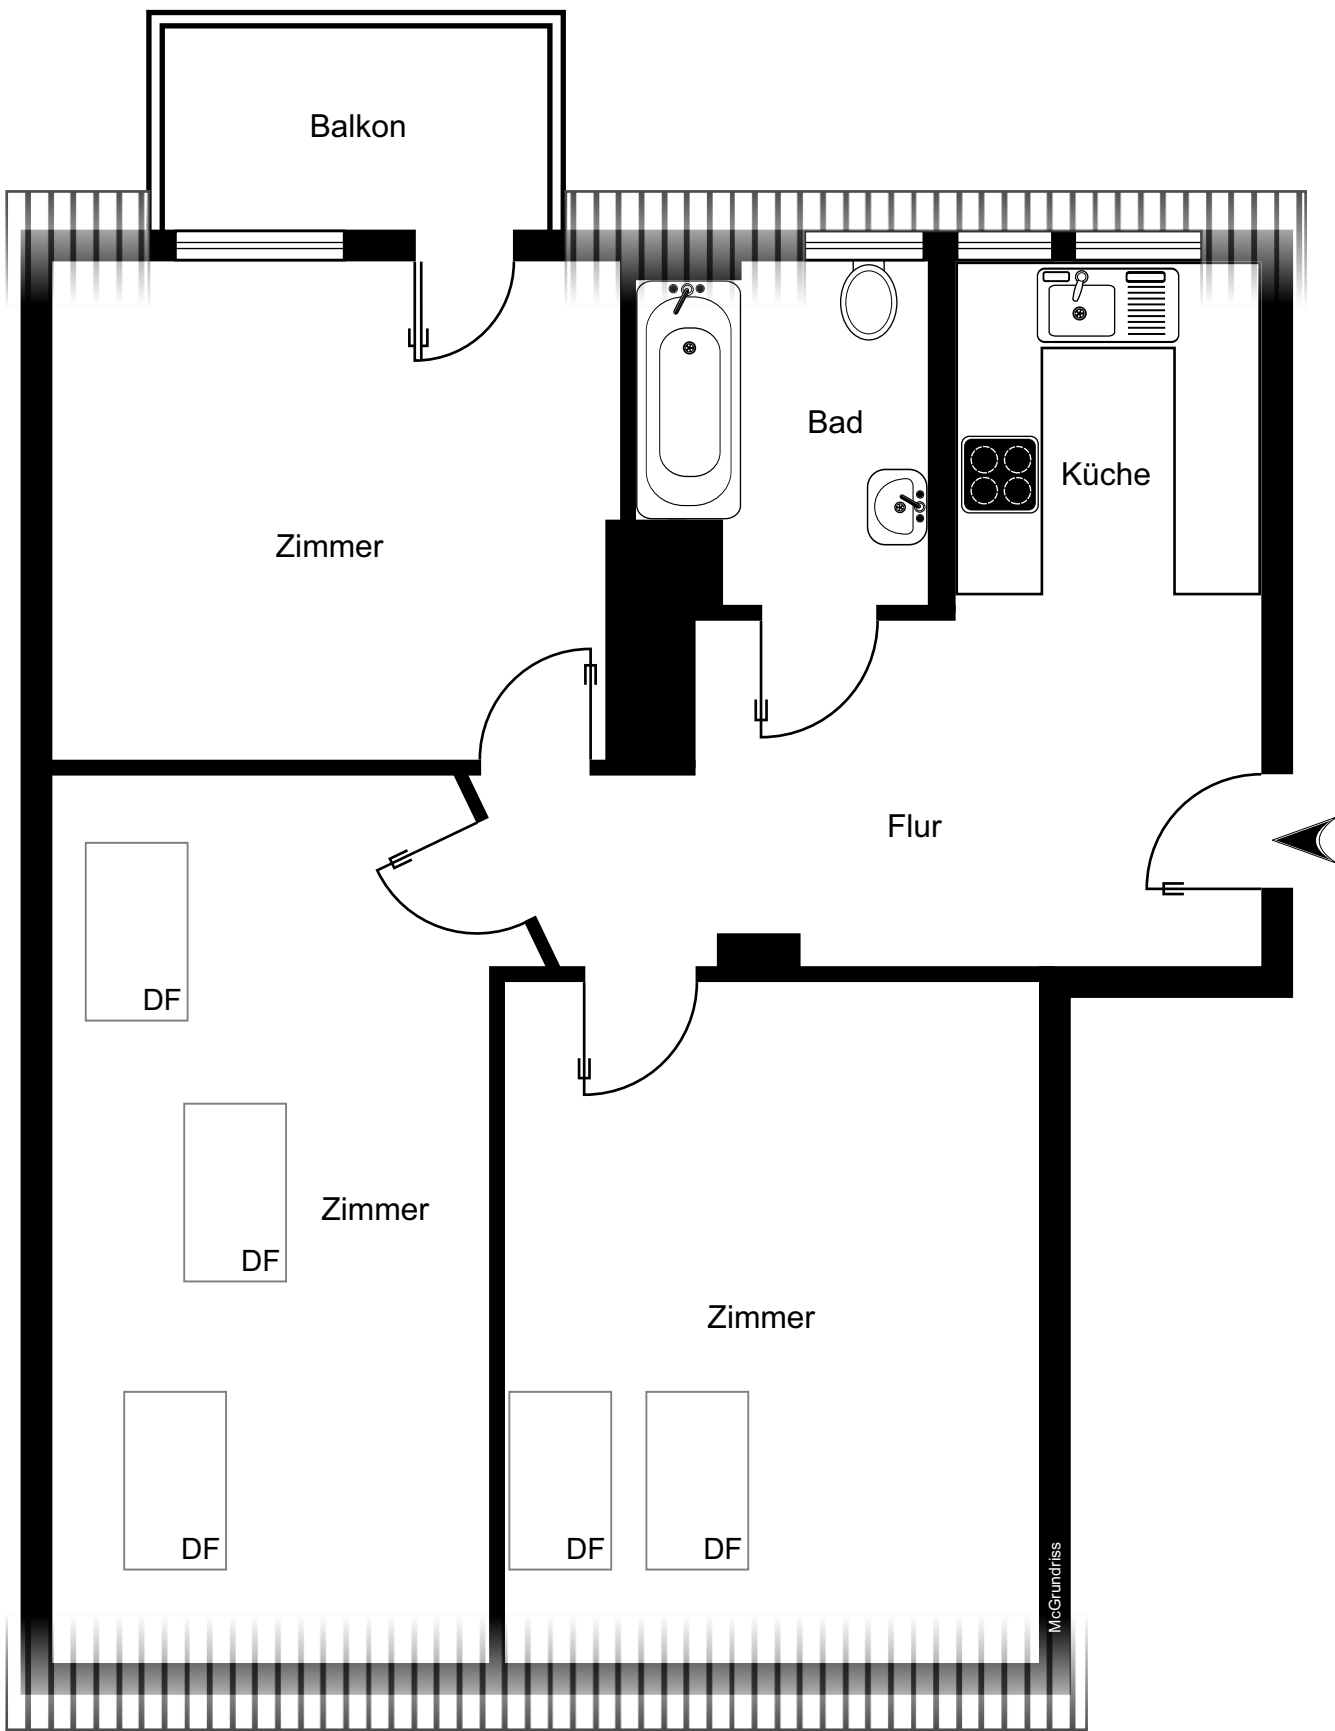 Balkon
Bad
Küche
Zimmer
Flur
DF
Zimmer
DF
Zimmer
DF
DF
DF
McGrundriss